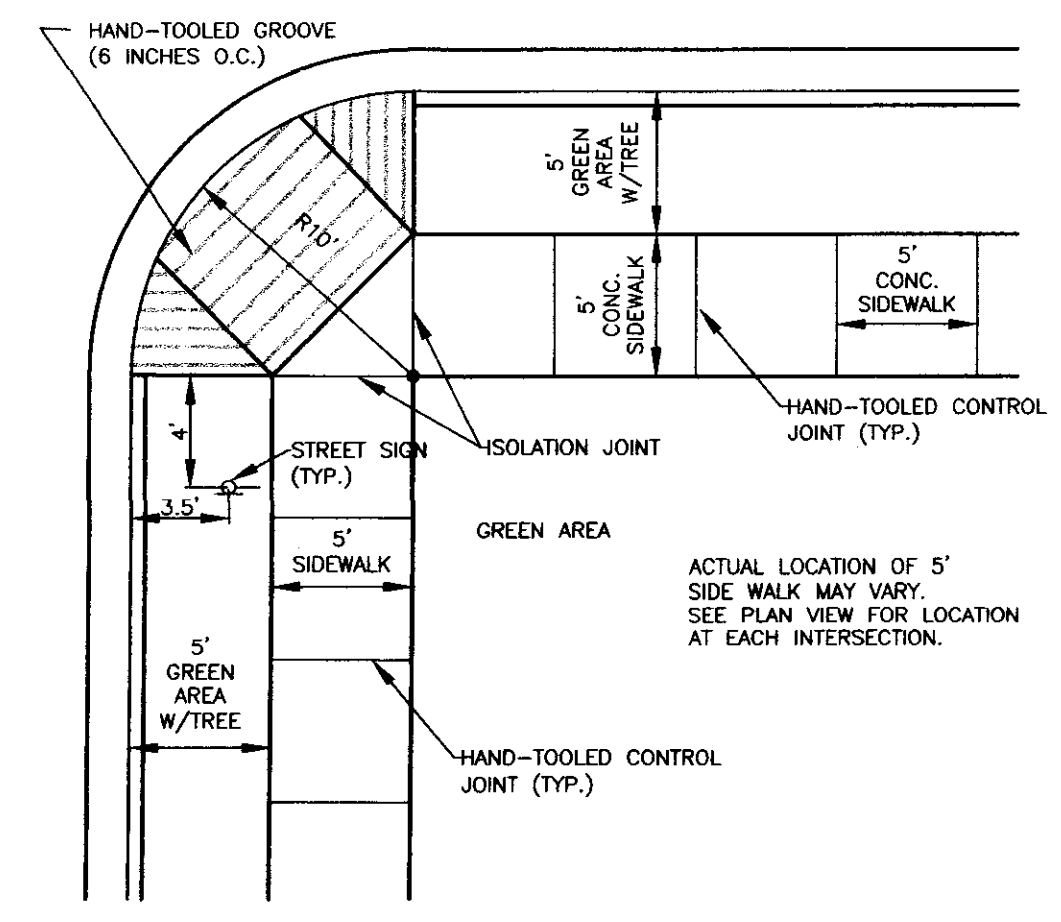 HAND-TOOLED GROOVE
(6 INCHES O.C.)
5'
GREEN
AREA
W/TREE
R10'
5'
CONC.
SIDEWALK
5'
CONC.
SIDEWALK
HAND-TOOLED CONTROL
JOINT (TYP.)
ISOLATION JOINT
4'
STREET SIGN
(TYP.)
3.5'
GREEN AREA
5'
SIDEWALK
ACTUAL LOCATION OF 5'
SIDE WALK MAY VARY.
SEE PLAN VIEW FOR LOCATION
AT EACH INTERSECTION.
5'
GREEN
AREA
W/TREE
HAND-TOOLED CONTROL
JOINT (TYP.)